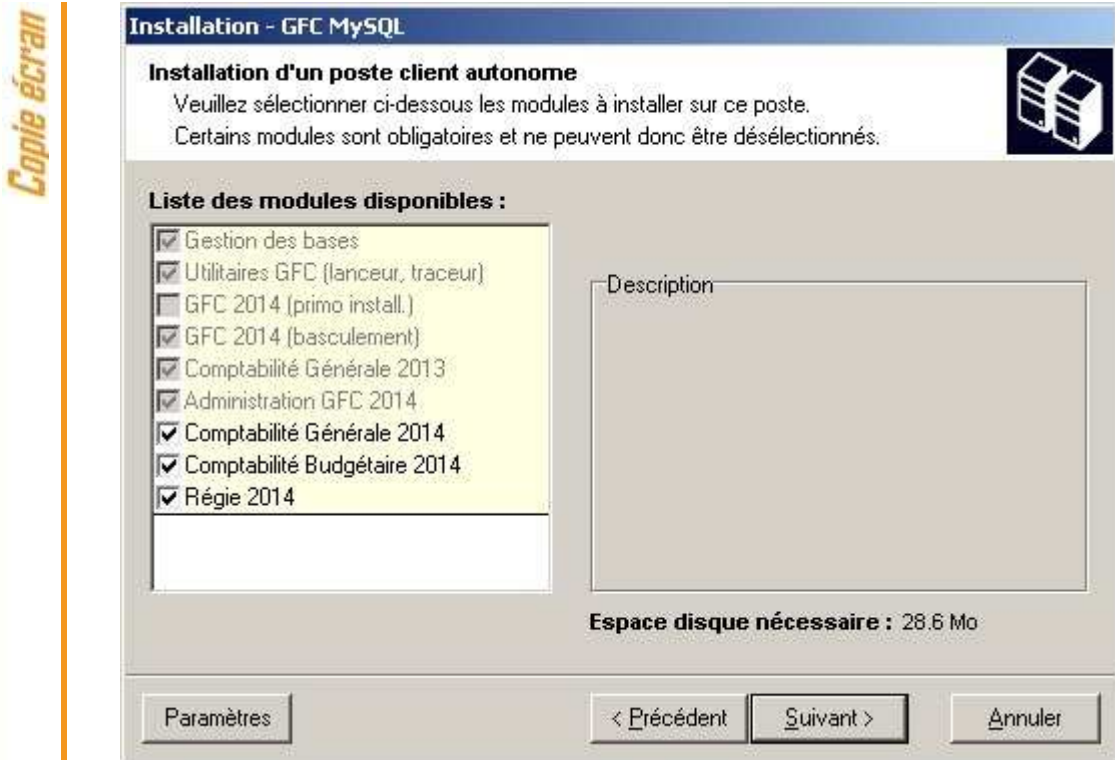 Copie écran
Installation - GFC MySQL
Installation d'un poste client autonome
Veuillez sélectionner ci-dessous les modules à installer sur ce poste.
Certains modules sont obligatoires et ne peuvent donc être désélectionnés.
Liste des modules disponibles :
Gestion des bases
Utilitaires GFC (lanceur, traceur)
GFC 2014 (primo install.)
GFC 2014 (basculement)
Comptabilité Générale 2013
Administration GFC 2014
Comptabilité Générale 2014
Comptabilité Budgétaire 2014
Régie 2014
Description
Espace disque nécessaire : 28.6 Mo
Paramètres
< Précédent
Suivant >
Annuler